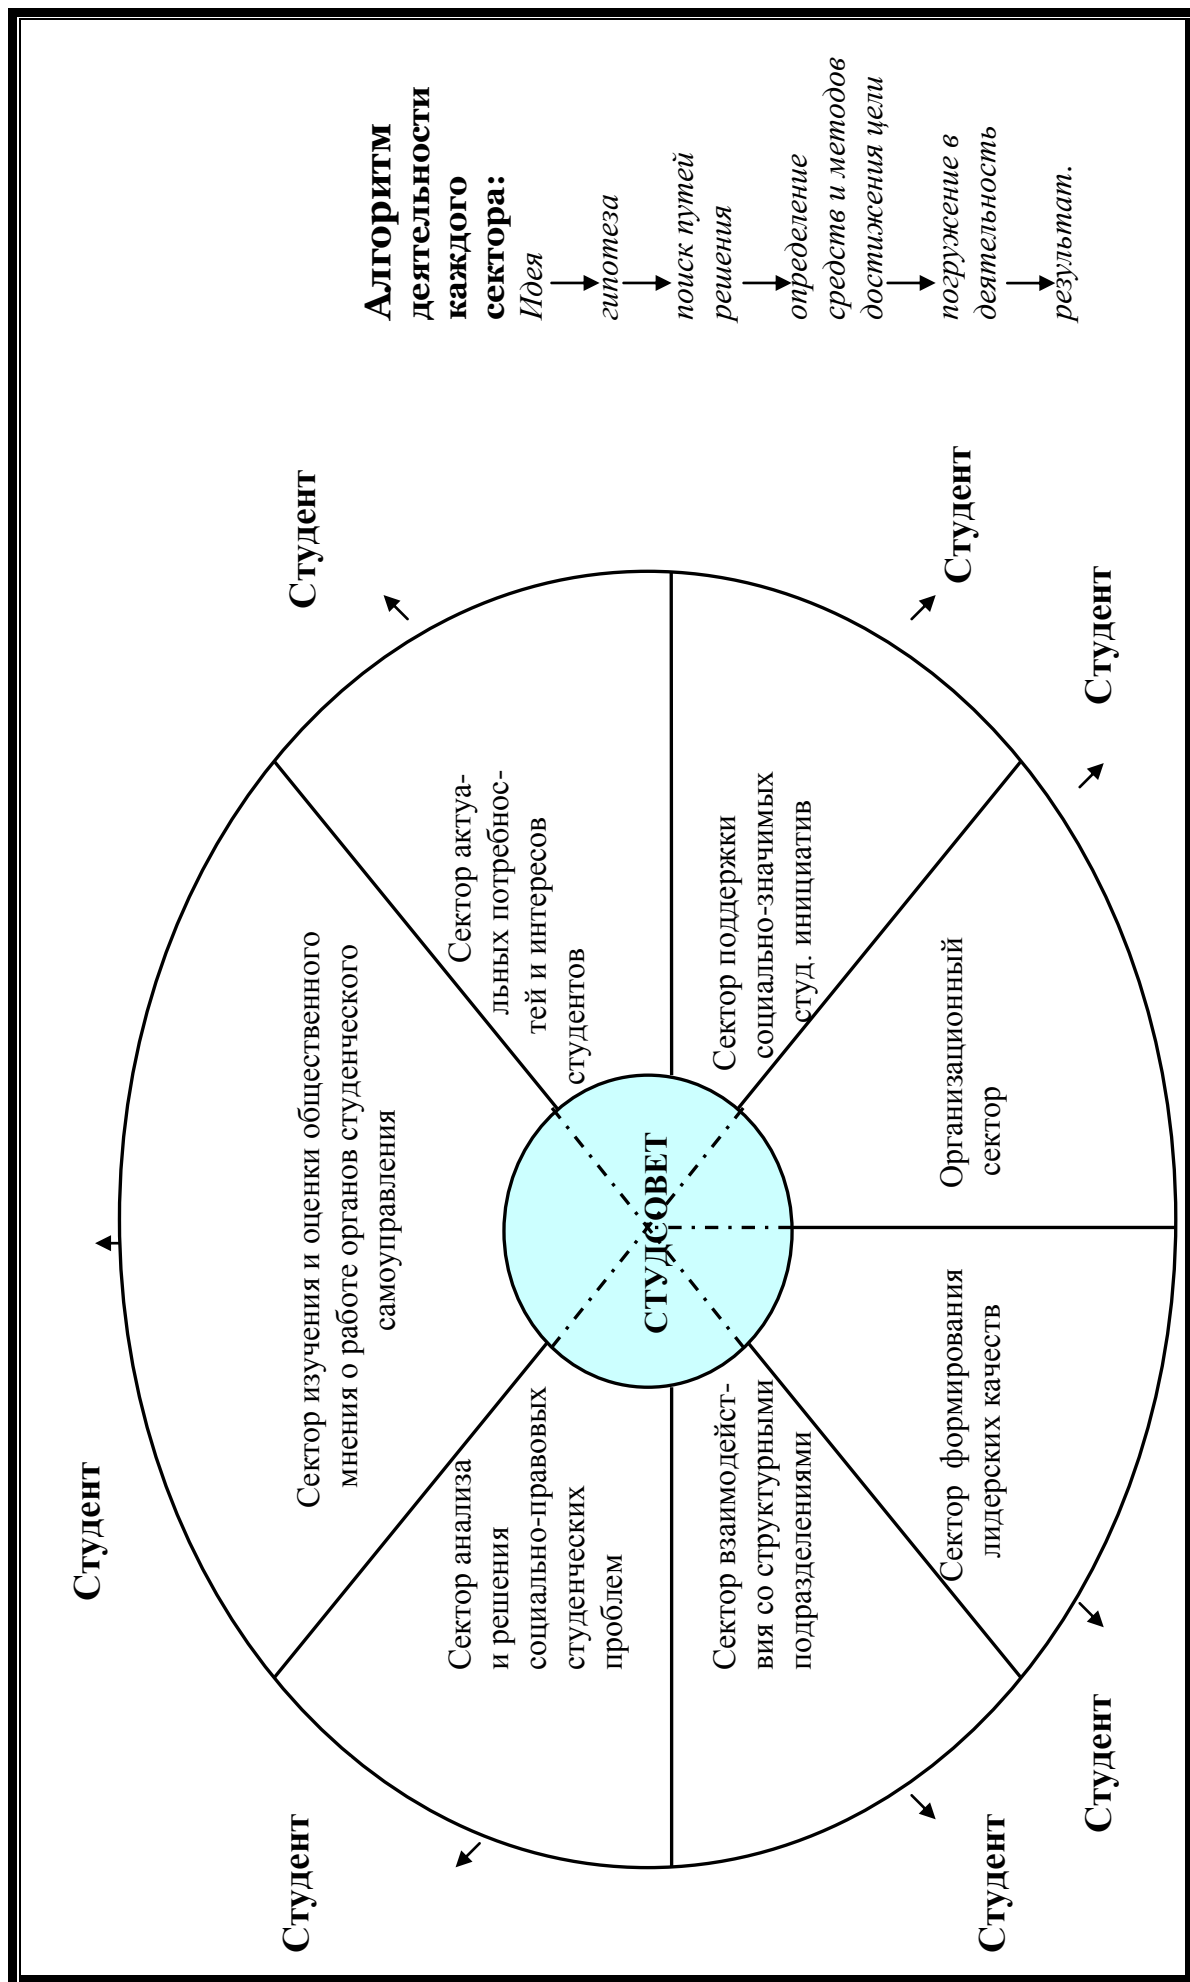 Студент
Сектор изучения и оценки общественного
мнения о работе органов студенческого
самоуправления
Студент
Сектор анализа
и решения
социально-правовых
студенческих
проблем
Студент
Сектор актуа-
льных потребнос-
тей и интересов
студентов
СТУДСОВЕТ
Сектор взаимодейст-
вия со структурными
подразделениями
Студент
Сектор поддержки
социально-значимых
студ. инициатив
Студент
Сектор формирования
лидерских качеств
Студент
Организационный
сектор
Студент
Алгоритм
деятельности
каждого
сектора:
Идея
гипотеза
поиск путей
решения
определение
средств и методов
достижения цели
погружение в
деятельность
результат.